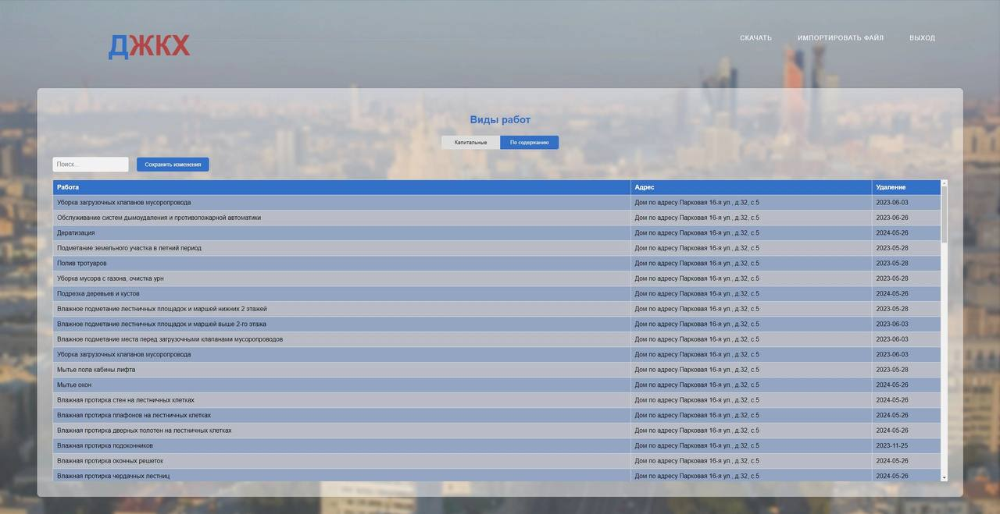 ДЖКХ
СКАЧАТЬ ИМПОРТИРОВАТЬ ФАЙЛ ВЫХОД
Виды работ
Капитальные По содержанию
Поиск... Сохранить изменения
Работа Адрес Удаление
Уборка загрузочных клапанов мусоропровода Дом по адресу Парковая 16-я ул., д.32, с.5 2023-06-03
Обслуживание систем дымоудаления и противопожарной автоматики Дом по адресу Парковая 16-я ул., д.32, с.5 2023-06-26
Дератизация Дом по адресу Парковая 16-я ул., д.32, с.5 2024-05-26
Подметание земельного участка в летний период Дом по адресу Парковая 16-я ул., д.32, с.5 2023-05-28
Полив тротуаров Дом по адресу Парковая 16-я ул., д.32, с.5 2023-05-28
Уборка мусора с газона, очистка урн Дом по адресу Парковая 16-я ул., д.32, с.5 2023-05-28
Подрезка деревьев и кустов Дом по адресу Парковая 16-я ул., д.32, с.5 2024-05-26
Влажное подметание лестничных площадок и маршей нижних 2 этажей Дом по адресу Парковая 16-я ул., д.32, с.5 2023-05-28
Влажное подметание лестничных площадок и маршей выше 2-го этажа Дом по адресу Парковая 16-я ул., д.32, с.5 2023-06-03
Влажное подметание места перед загрузочными клапанами мусоропроводов Дом по адресу Парковая 16-я ул., д.32, с.5 2023-06-03
Уборка загрузочных клапанов мусоропровода Дом по адресу Парковая 16-я ул., д.32, с.5 2023-06-03
Мытье пола кабины лифта Дом по адресу Парковая 16-я ул., д.32, с.5 2023-05-28
Мытье окон Дом по адресу Парковая 16-я ул., д.32, с.5 2024-05-26
Влажная протирка стен на лестничных клетках Дом по адресу Парковая 16-я ул., д.32, с.5 2024-05-26
Влажная протирка плафонов на лестничных клетках Дом по адресу Парковая 16-я ул., д.32, с.5 2024-05-26
Влажная протирка дверных полотен на лестничных клетках Дом по адресу Парковая 16-я ул., д.32, с.5 2024-05-26
Влажная протирка подоконников Дом по адресу Парковая 16-я ул., д.32, с.5 2023-11-25
Влажная протирка оконных решеток Дом по адресу Парковая 16-я ул., д.32, с.5 2024-05-26
Влажная протирка чердачных лестниц Дом по адресу Парковая 16-я ул., д.32, с.5 2024-05-26